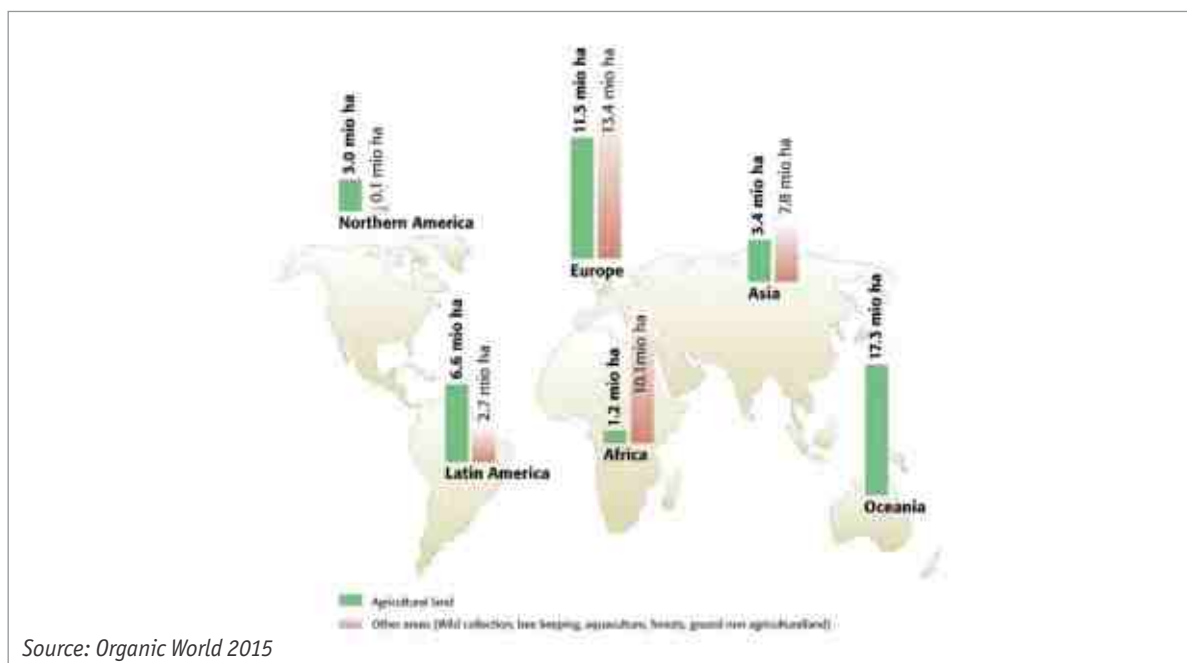 3.0 mio ha
0.1 mio ha
Northern America
11.5 mio ha
13.4 mio ha
Europe
3.4 mio ha
7.8 mio ha
Asia
6.6 mio ha
2.7 mio ha
Latin America
1.2 mio ha
10.1mio ha
Africa
17.3 mio ha
Oceania
Agricultural land
Other areas (Wild collection, bee keeping, aquaculture, forests, grazed non agricultural land)
Source: Organic World 2015